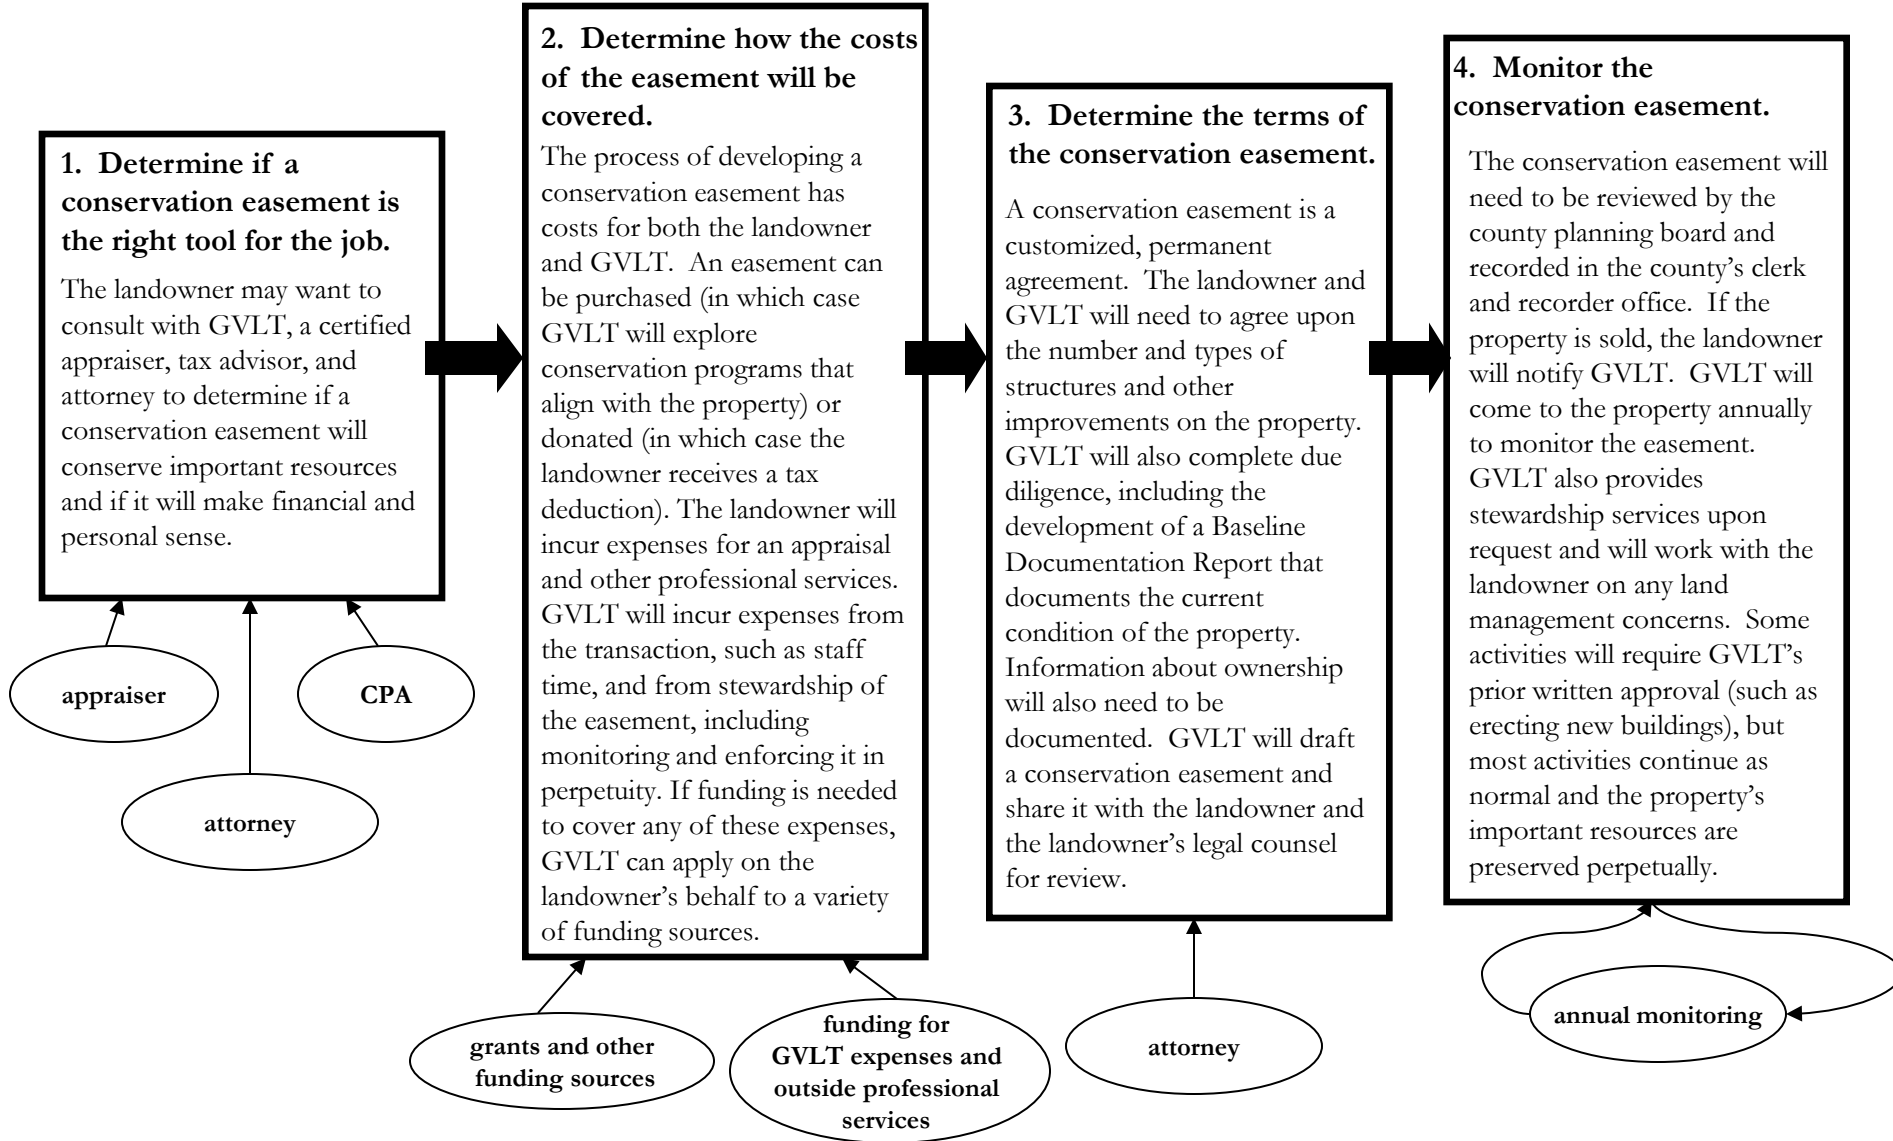 1. Determine if a
conservation easement is
the right tool for the job.
The landowner may want to
consult with GVLT, a certified
appraiser, tax advisor, and
attorney to determine if a
conservation easement will
conserve important resources
and if it will make financial and
personal sense.
appraiser
CPA
attorney
2. Determine how the costs
of the easement will be
covered.
The process of developing a
conservation easement has
costs for both the landowner
and GVLT. An easement can
be purchased (in which case
GVLT will explore
conservation programs that
align with the property) or
donated (in which case the
landowner receives a tax
deduction). The landowner will
incur expenses for an appraisal
and other professional services.
GVLT will incur expenses from
the transaction, such as staff
time, and from stewardship of
the easement, including
monitoring and enforcing it in
perpetuity. If funding is needed
to cover any of these expenses,
GVLT can apply on the
landowner's behalf to a variety
of funding sources.
grants and other
funding sources
funding for
GVLT expenses and
outside professional
services
3. Determine the terms of
the conservation easement.
A conservation easement is a
customized, permanent
agreement. The landowner and
GVLT will need to agree upon
the number and types of
structures and other
improvements on the property.
GVLT will also complete due
diligence, including the
development of a Baseline
Documentation Report that
documents the current
condition of the property.
Information about ownership
will also need to be
documented. GVLT will draft
a conservation easement and
share it with the landowner and
the landowner's legal counsel
for review.
attorney
4. Monitor the
conservation easement.
The conservation easement will
need to be reviewed by the
county planning board and
recorded in the county's clerk
and recorder office. If the
property is sold, the landowner
will notify GVLT. GVLT will
come to the property annually
to monitor the easement.
GVLT also provides
stewardship services upon
request and will work with the
landowner on any land
management concerns. Some
activities will require GVLT's
prior written approval (such as
erecting new buildings), but
most activities continue as
normal and the property's
important resources are
preserved perpetually.
annual monitoring